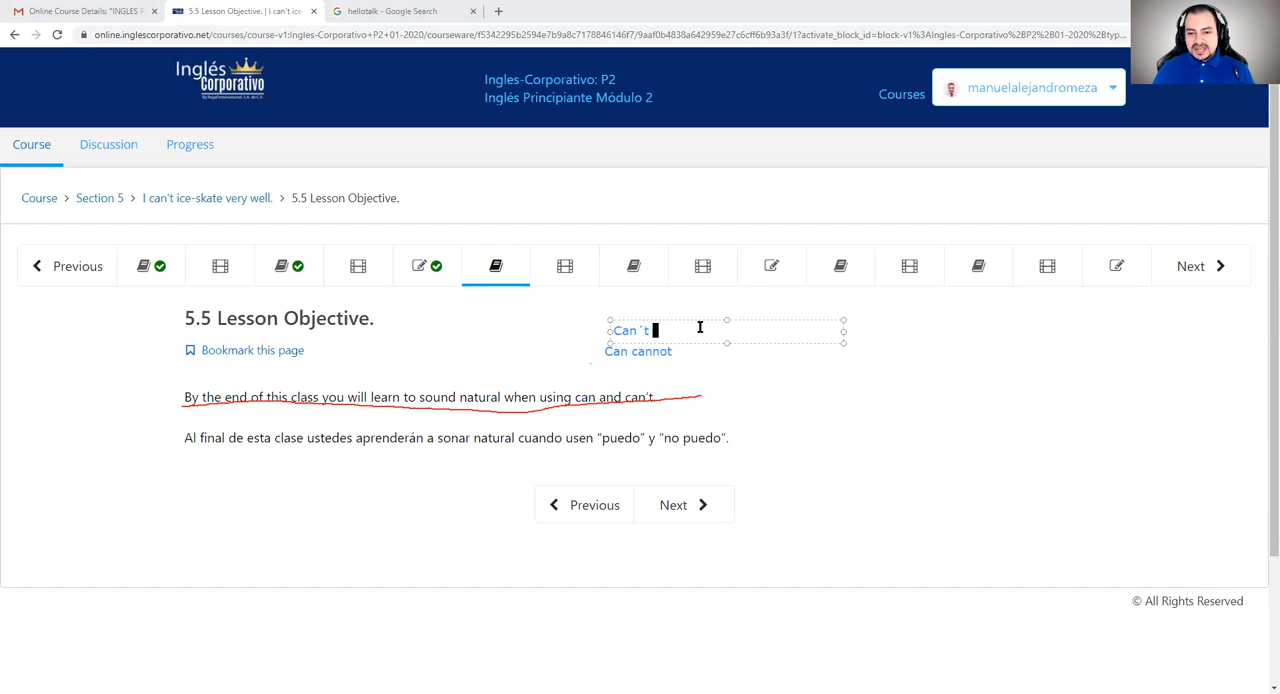 Online Course Details: "INGLES P
5.5 Lesson Objective. | I can't ice-
hellotalk - Google Search
online.inglescorporativo.net/courses/course-v1:Ingles-Corporativo+P2+01-2020/courseware/f5342295b2594e7b9a8c7178846146f7/9aaf0b4838a642959e27c6ff6b93a3f/1?activate_block_id=block-v1%3AIngles-Corporativo%2BP2%2B01-2020%2Btyp...
Inglés
Corporativo
By Regal International, S.A. de C.V.
Ingles-Corporativo: P2
Inglés Principiante Módulo 2
Courses
manuelalejandromeza
Course
Discussion
Progress
Course > Section 5 > I can't ice-skate very well. > 5.5 Lesson Objective.
Previous
Next
5.5 Lesson Objective.
Can´t
Bookmark this page
Can cannot
By the end of this class you will learn to sound natural when using can and can't.
Al final de esta clase ustedes aprenderán a sonar natural cuando usen “puedo” y “no puedo”.
Previous
Next
© All Rights Reserved